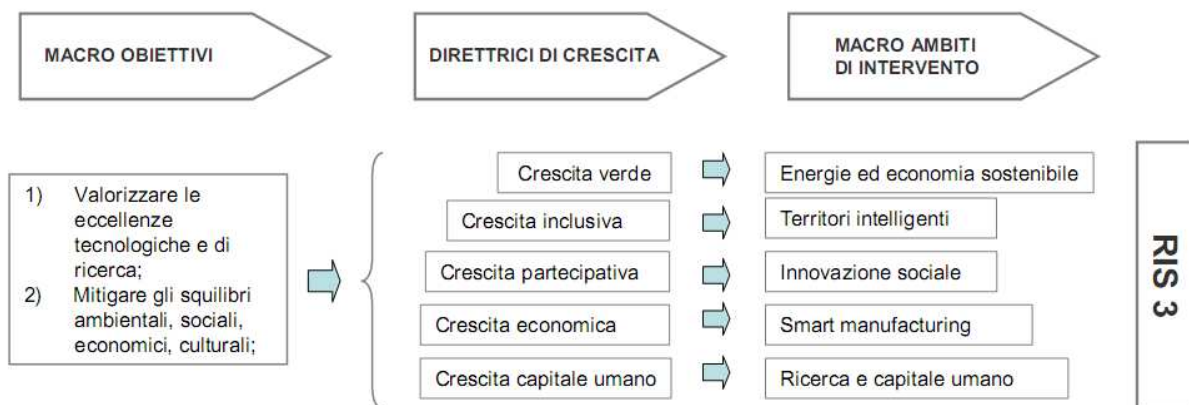 MACRO OBIETTIVI
DIRETTRICI DI CRESCITA
MACRO AMBITI
DI INTERVENTO
1) Valorizzare le
eccellenze
tecnologiche e di
ricerca;
2) Mitigare gli squilibri
ambientali, sociali,
economici, culturali;
Crescita verde
Energie ed economia sostenibile
Crescita inclusiva
Territori intelligenti
Crescita partecipativa
Innovazione sociale
Crescita economica
Smart manufacturing
Crescita capitale umano
Ricerca e capitale umano
RIS 3